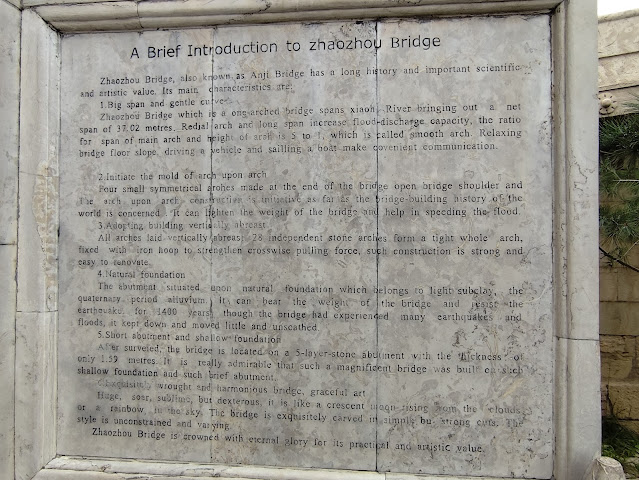 A Brief Introduction to zhaozhou Bridge
Zhaozhou Bridge, also known as Anji Bridge has a long history and important scientific
and artistic value. Its main characteristics are:
1.Big span and gentle curve
Zhaozhou Bridge which is a ong-arched bridge spans xiaoh River bringing out a net
span of 37.02 metres. Redial arch and long span increase flood-discharge capacity, the ratio
for span of main arch and height of arch is 5 to 1, which is called smooth arch. Relaxing
bridge floor slope, driving a vehicle and sailling a boat make covenient communication.
2.Initiate the mold of arch upon arch
Four small symmetrical arches made at the end of the bridge open bridge shoulder and
The arch upon arch construction is initiative as far as the bridge-building history of the
world is concerned. It can lighten the weight of the bridge and help in speeding the flood.
3.Adopting building vertically abreast
All arches laid vertically abreast 28 independent stone arches form a tight whole arch,
fixed with iron hoop to strengthen crosswise pulling force, such construction is strong and
easy to renovate.
4.Natural foundation
The abutment situated upon natural foundation which belongs to light subclay, the
quaternary period alluvium, it can bear the weight of the bridge and resist the
earthquake for 1400 years though the bridge had experienced many earthquakes and
floods, it kept down and moved little and unscathed.
5.Short abutment and shallow foundation
After surveled, the bridge is located on a 5-layer-stone abutment with the thickness of
only 1.59 metres It is really admirable that such a magnificent bridge was built on such
shallow foundation and such brief abutment.
wrought and harmonious bridge, graceful art
Huge, soar, sublime, but dexterous, it is like a crescent moon rising from the clouds
or a rainbow in the sky. The bridge is exquisitely carved in simple but strong cuts. The
style is unconstrained and varying
Zhaozhou Bridge is crowned with eternal glory for its practical and artistic value.